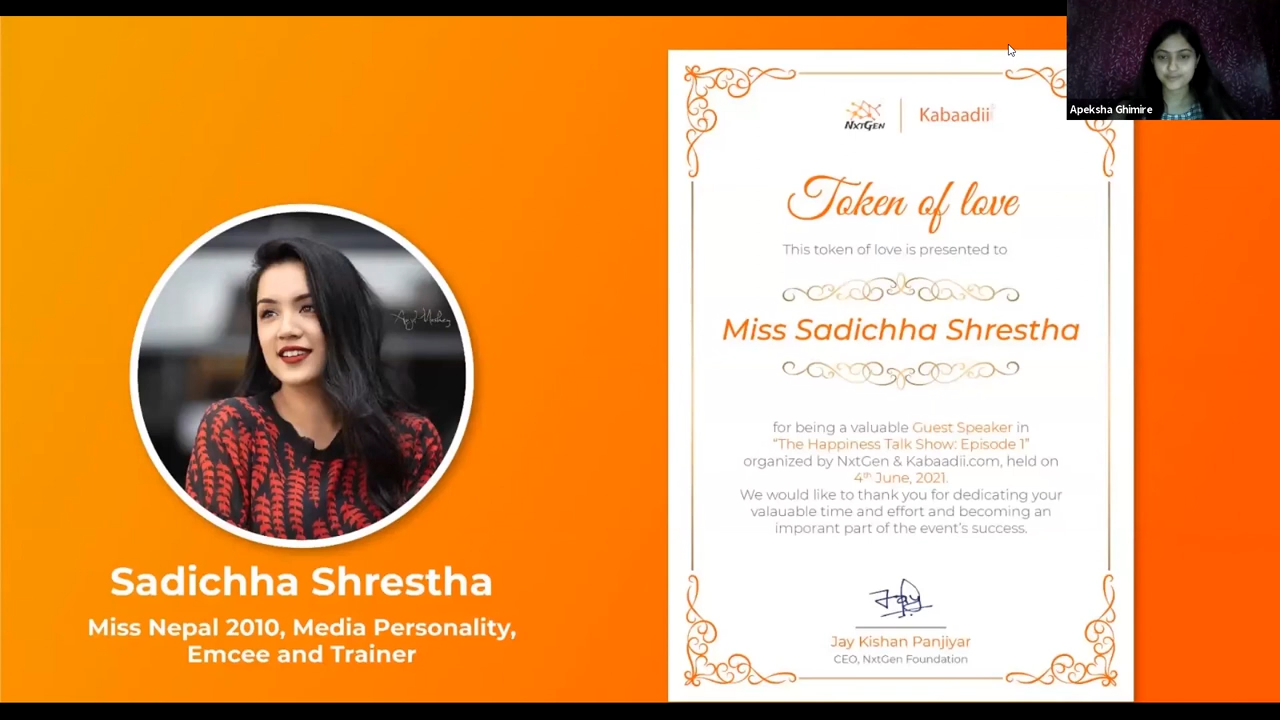 Apeksha Ghimire
NxtGen
Kabaadii
Token of love
This token of love is presented to
Miss Sadichha Shrestha
for being a valuable Guest Speaker in
"The Happiness Talk Show: Episode 1"
organized by NxtGen & Kabaadii.com, held on
4th June, 2021.
We would like to thank you for dedicating your
valauable time and effort and becoming an
imporant part of the event's success.
Jay
Jay Kishan Panjiyar
CEO, NxtGen Foundation
Sadichha Shrestha
Miss Nepal 2010, Media Personality,
Emcee and Trainer